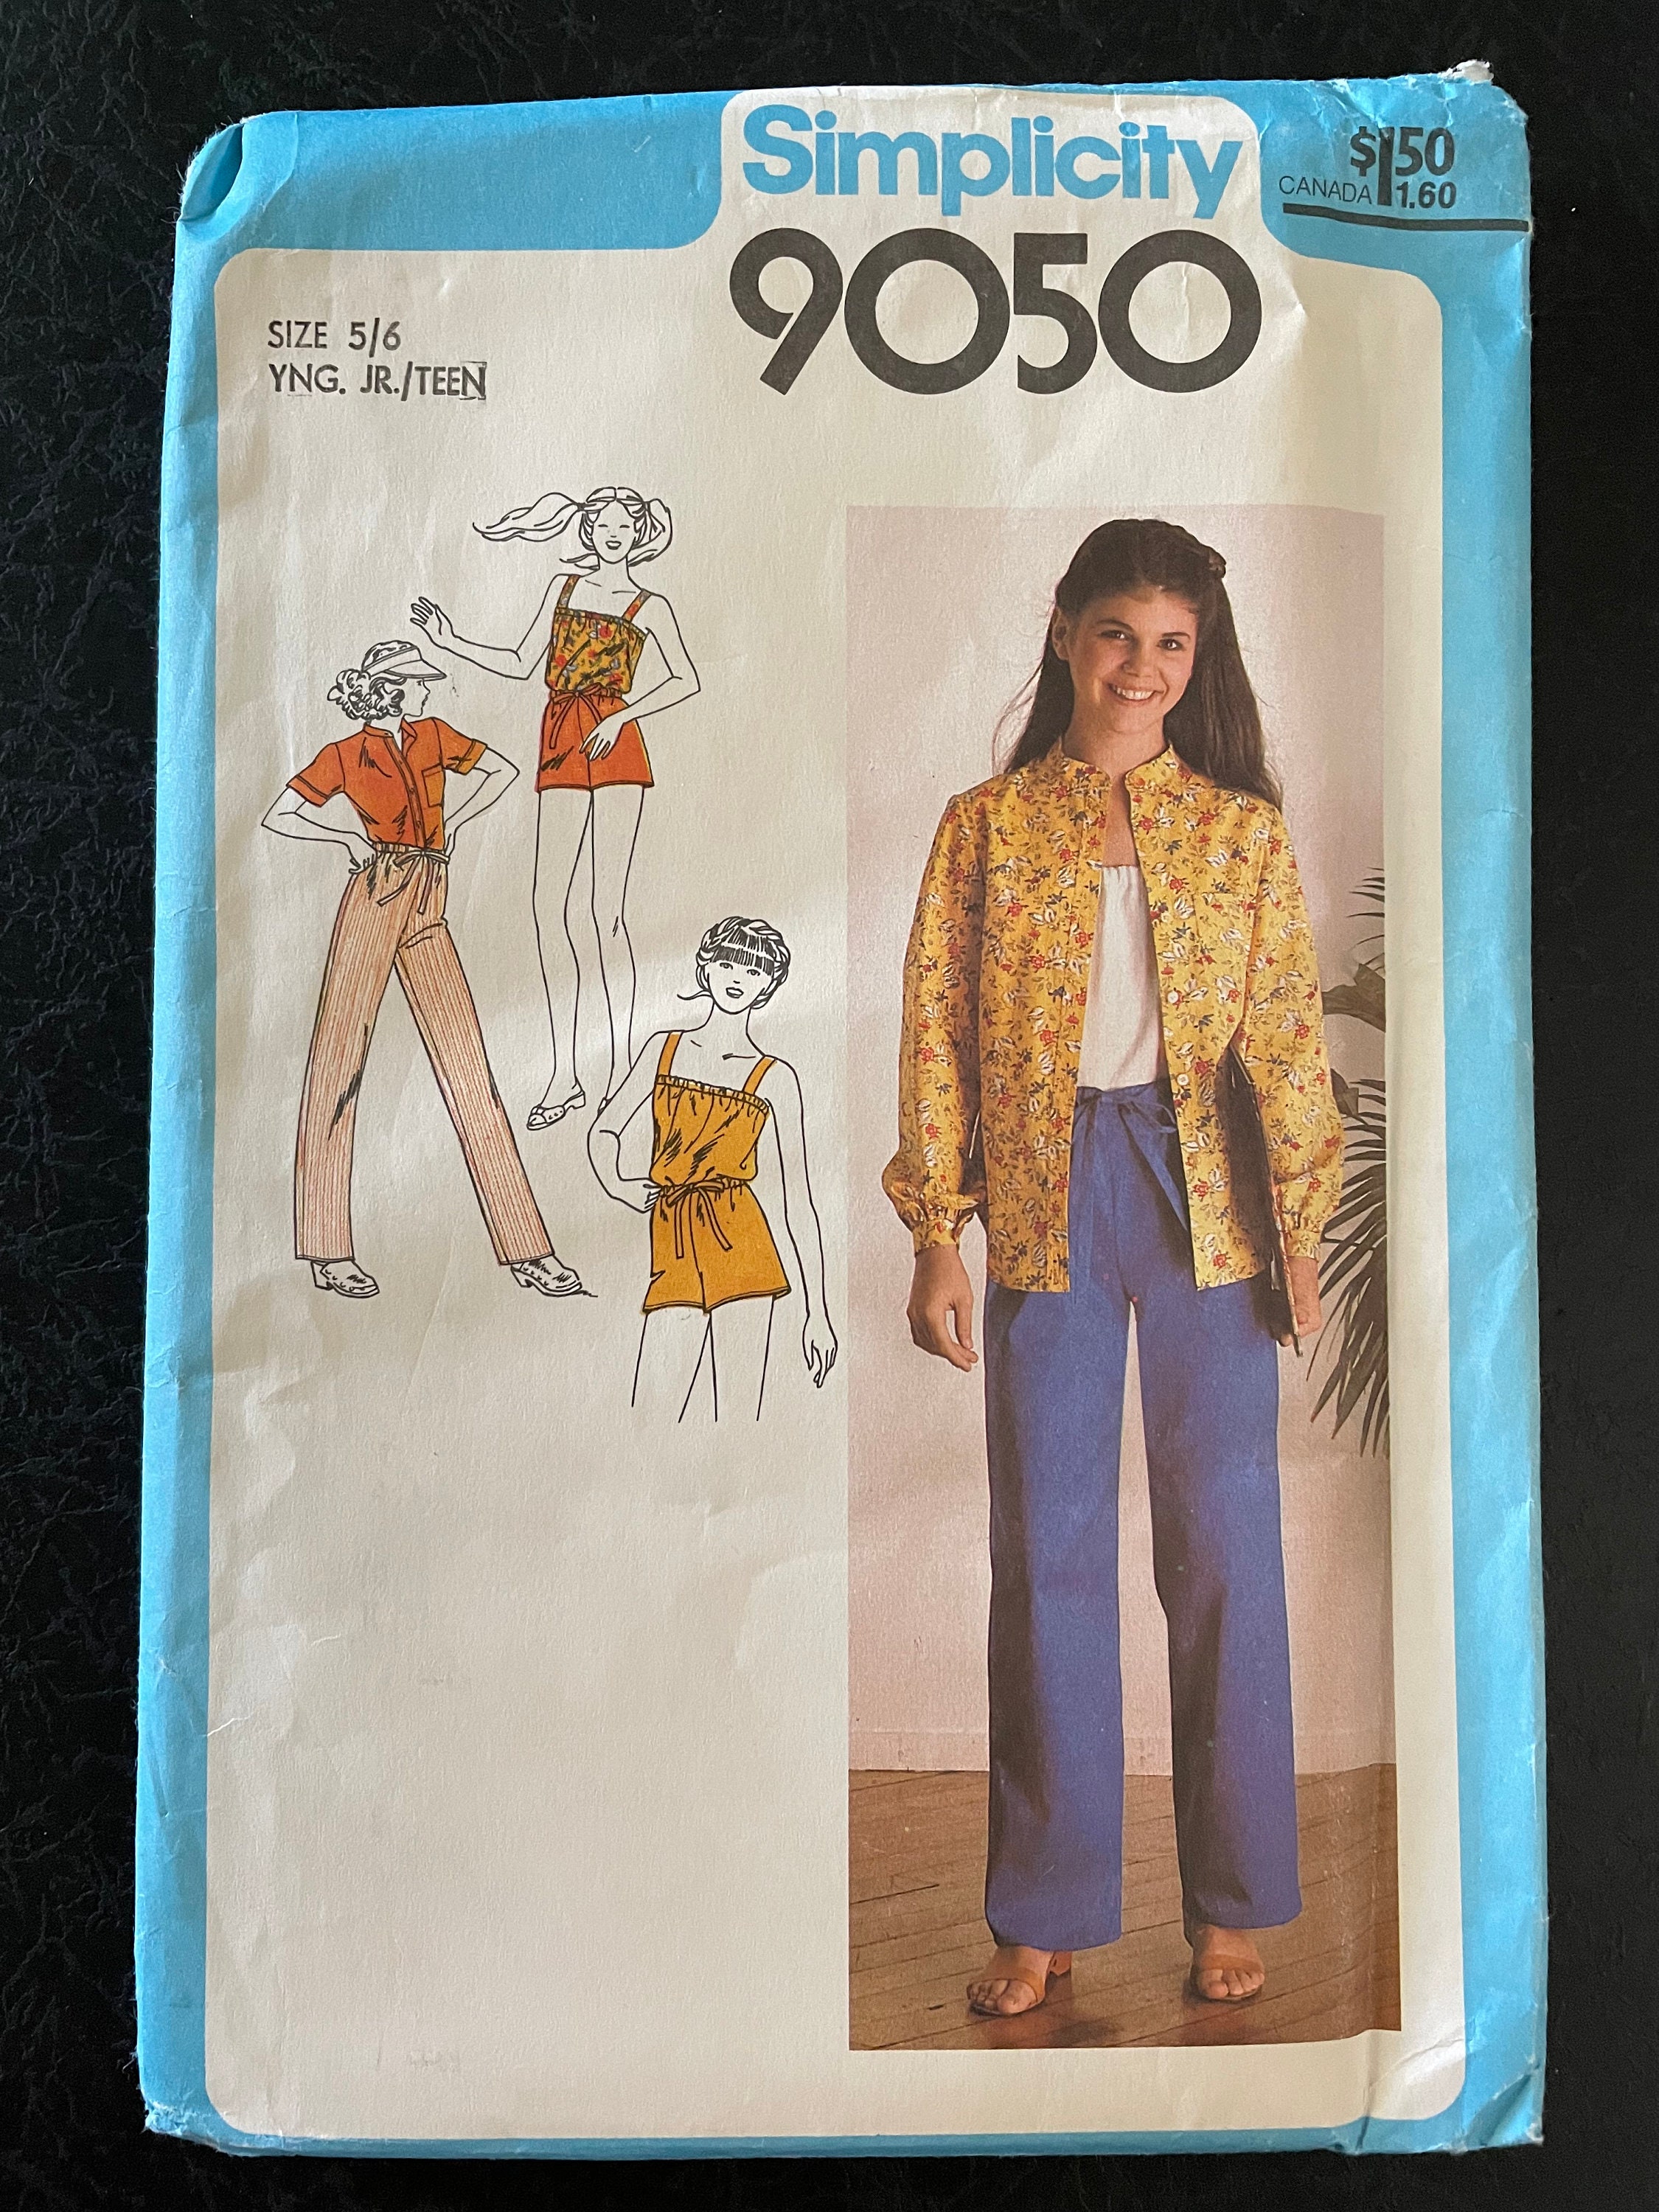 Simplicity
$1.50
CANADA 1.60
9050
SIZE 5/6
YNG. JR./TEEN